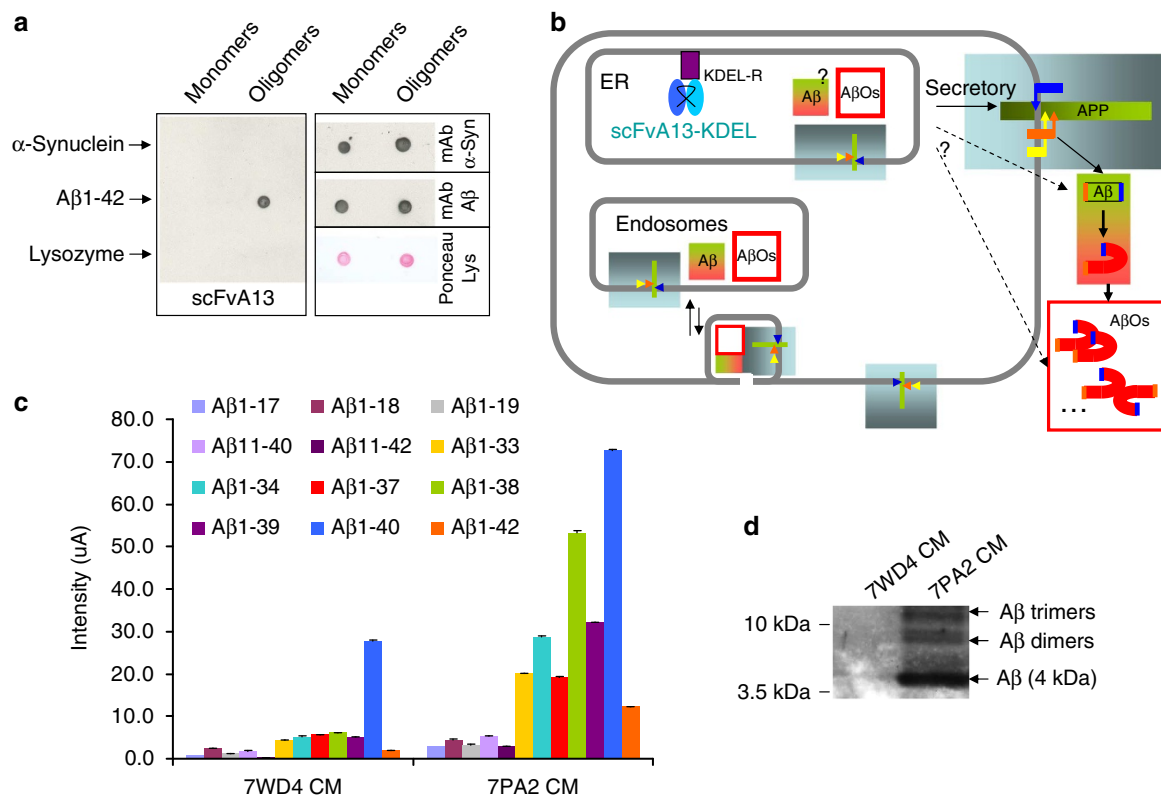 a
Monomers
Oligomers
Monomers
Oligomers
α-Synuclein
Aβ1-42
Lysozyme
scFvA13
mAb
α-Syn
mAb
Aβ
Ponceau
Lys
b
ER
KDEL-R
scFvA13-KDEL
?
Aβ
AβOs
Secretory
?
APP
Aβ
AβOs
...
Endosomes
Aβ
AβOs
c
Aβ1-17 Aβ1-18 Aβ1-19
Aβ11-40 Aβ11-42 Aβ1-33
Aβ1-34 Aβ1-37 Aβ1-38
Aβ1-39 Aβ1-40 Aβ1-42
Intensity (uA)
80.0
70.0
60.0
50.0
40.0
30.0
20.0
10.0
0.0
7WD4 CM 7PA2 CM
d
7WD4 CM
7PA2 CM
10 kDa
3.5 kDa
Aβ trimers
Aβ dimers
Aβ (4 kDa)